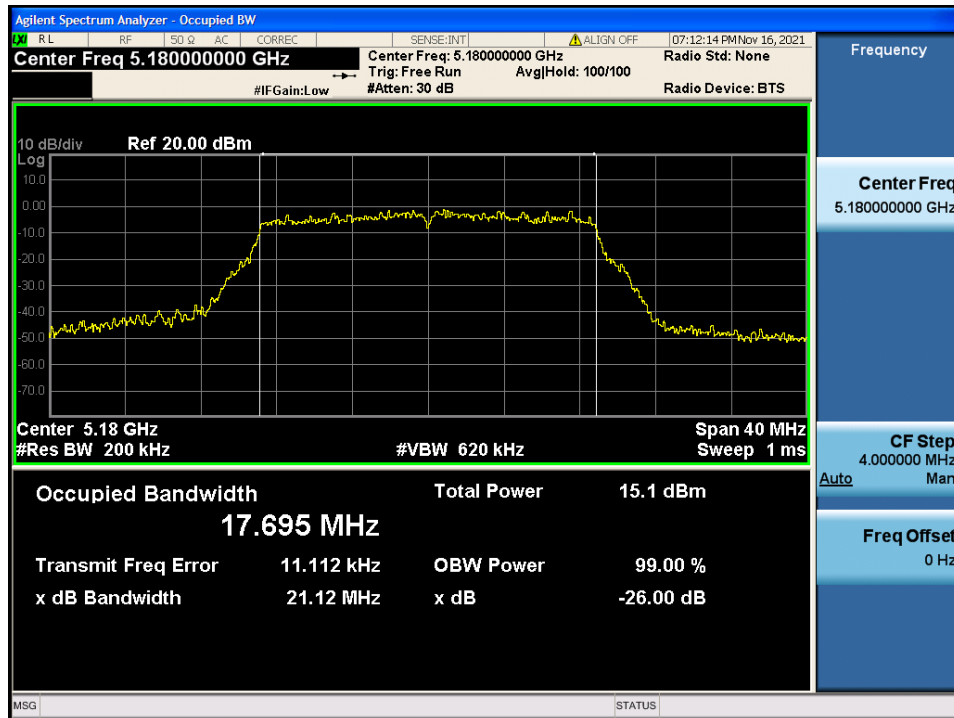 Agilent Spectrum Analyzer - Occupied BW
LXI RL RF 50 Ω AC CORREC SENSE:INT ALIGN OFF 07:12:14 PM Nov 16, 2021
Center Freq 5.180000000 GHz
Center Freq: 5.180000000 GHz
Radio Std: None
Trig: Free Run Avg|Hold: 100/100
#IFGain:Low
#Atten: 30 dB
Radio Device: BTS
Frequency
10 dB/div Ref 20.00 dBm
Log
10.0
0.00
-10.0
-20.0
-30.0
-40.0
-50.0
-60.0
-70.0
Center 5.18 GHz Span 40 MHz
#Res BW 200 kHz #VBW 620 kHz Sweep 1 ms
Occupied Bandwidth Total Power 15.1 dBm
17.695 MHz
Transmit Freq Error 11.112 kHz OBW Power 99.00 %
x dB Bandwidth 21.12 MHz x dB -26.00 dB
Center Freq
5.180000000 GHz
CF Step
4.000000 MHz
Auto Man
Freq Offset
0 Hz
MSG STATUS